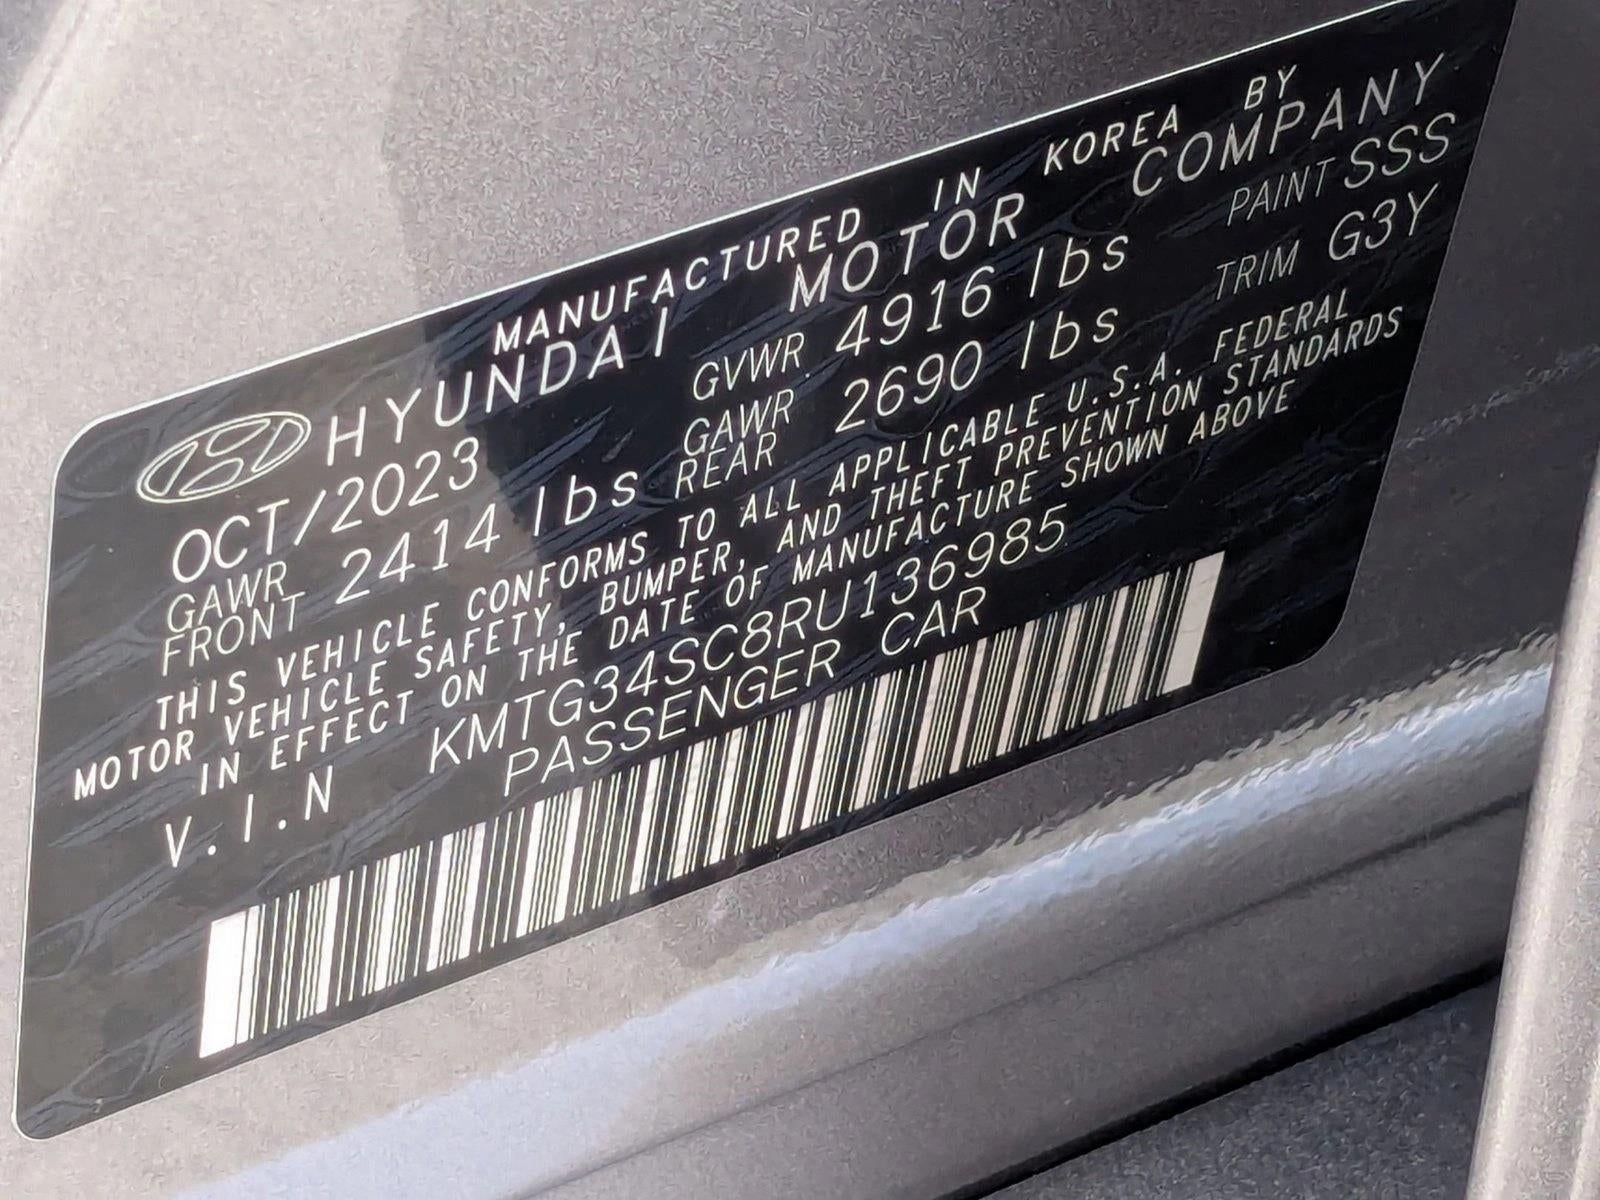 MANUFACTURED IN KOREA BY
HYUNDAI MOTOR COMPANY
OCT/2023 GVWR 4916 lbs PAINT SSS
GAWR FRONT 2414 lbs GAWR REAR 2690 lbs TRIM G3Y
THIS VEHICLE CONFORMS TO ALL APPLICABLE U.S.A. FEDERAL
MOTOR VEHICLE SAFETY, BUMPER, AND THEFT PREVENTION STANDARDS
IN EFFECT ON THE DATE OF MANUFACTURE SHOWN ABOVE
V.I.N KMTG34SC8RU136985
PASSENGER CAR